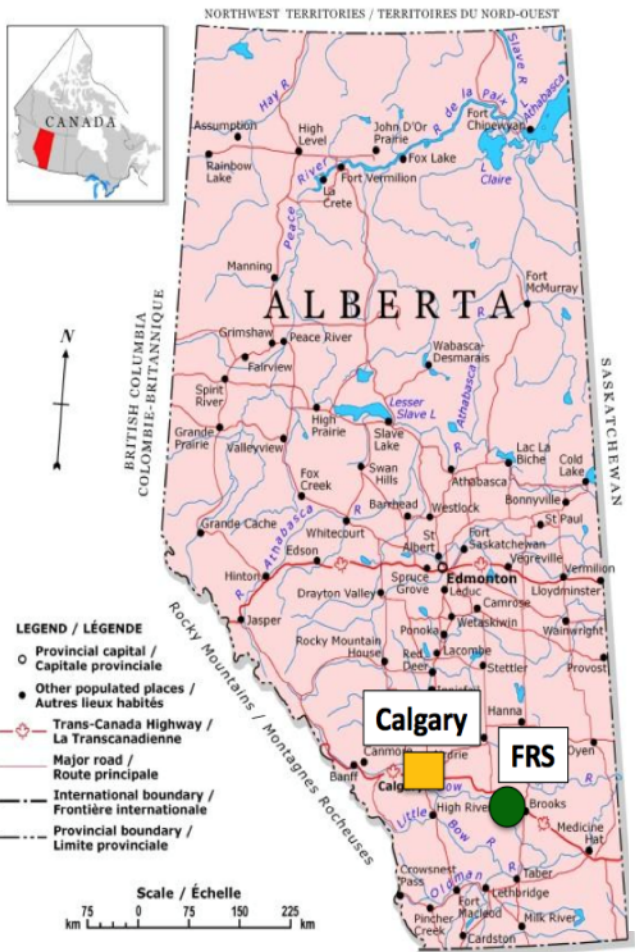 NORTHWEST TERRITORIES / TERRITOIRES DU NORD-OUEST
CANADA
Slave R
Hay R
R de la Paix
L Athabasca
Fort
Chipewyan
Assumption
High
Level
John D'Or
Prairie
Rainbow
Lake
River
Fox Lake
Fort Vermilion
La
Crete
L
Claire
Peace
Manning
Fort
McMurray
ALBERTA
N
BRITISH COLUMBIA
COLOMBIE-BRITANNIQUE
SASKATCHEWAN
Grimshaw
Peace River
Fairview
Wabasca-
Desmarais
Athabasca R
R
Spirit
River
Lesser
Slave L
High
Prairie
Slave
Lake
Grande
Prairie
Valleyview
Fox
Creek
Swan
Hills
Athabasca
Lac La
Biche
Cold
Lake
Bonnyville
Barrhead
Westlock
St Paul
Grande Cache
R Athabasca R
Whitecourt
St
Albert
Fort
Saskatchewan
Vegreville
Edson
Hinton
Spruce
Grove
Edmonton
Vermilion
Lloydminster
Drayton Valley
Leduc
Camrose
Wetaskiwin
Jasper
Ponoka
Wainwright
Rocky Mountain
House
Red
Deer
Lacombe
Stettler
Provost
Rocky Mountains / Montagnes Rocheuses
LEGEND / LÉGENDE
Provincial capital /
Capitale provinciale
Other populated places /
Autres lieux habités
Trans-Canada Highway /
La Transcanadienne
Major road /
Route principale
International boundary /
Frontière internationale
Provincial boundary /
Limite provinciale
Hanna
Calgary
FRS
Canmore
Banff
High River
Little Bow R
R
Brooks
Medicine
Hat
Crowsnest
Pass
Oldman R
Taber
Fort
Macleod
Lethbridge
Pincher
Creek
Milk River
Cardston
Scale / Échelle
75 0 75 150 225
km km